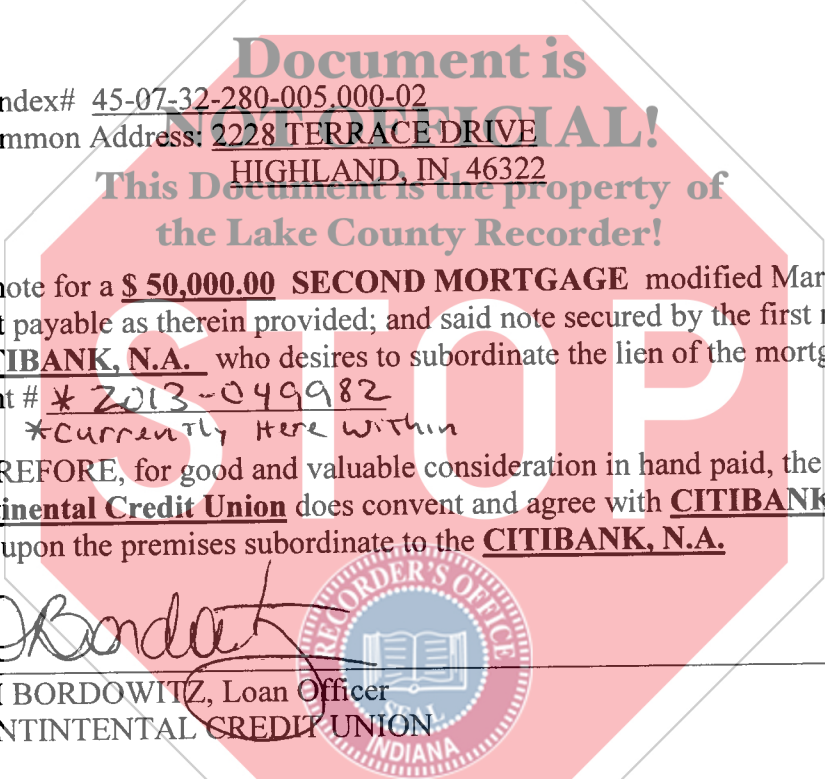 Document is
ndex# 45-07-32-280-005.000-02
NOT OFFICIAL!
mmon Address: 2228 TERRACE DRIVE
HIGHLAND, IN 46322
This Document is the property of
the Lake County Recorder!
note for a $ 50,000.00 SECOND MORTGAGE modified Mar
t payable as therein provided; and said note secured by the first
TIBANK, N.A. who desires to subordinate the lien of the mortg
t # * 2013-049982
*Currently Here Within
STOP
REFORE, for good and valuable consideration in hand paid, the
inental Credit Union does convent and agree with CITIBANK
upon the premises subordinate to the CITIBANK, N.A.
BORDOWITZ, Loan Officer
NTINTENTAL CREDIT UNION
RECORDER'S OFFICE
SEAL
INDIANA